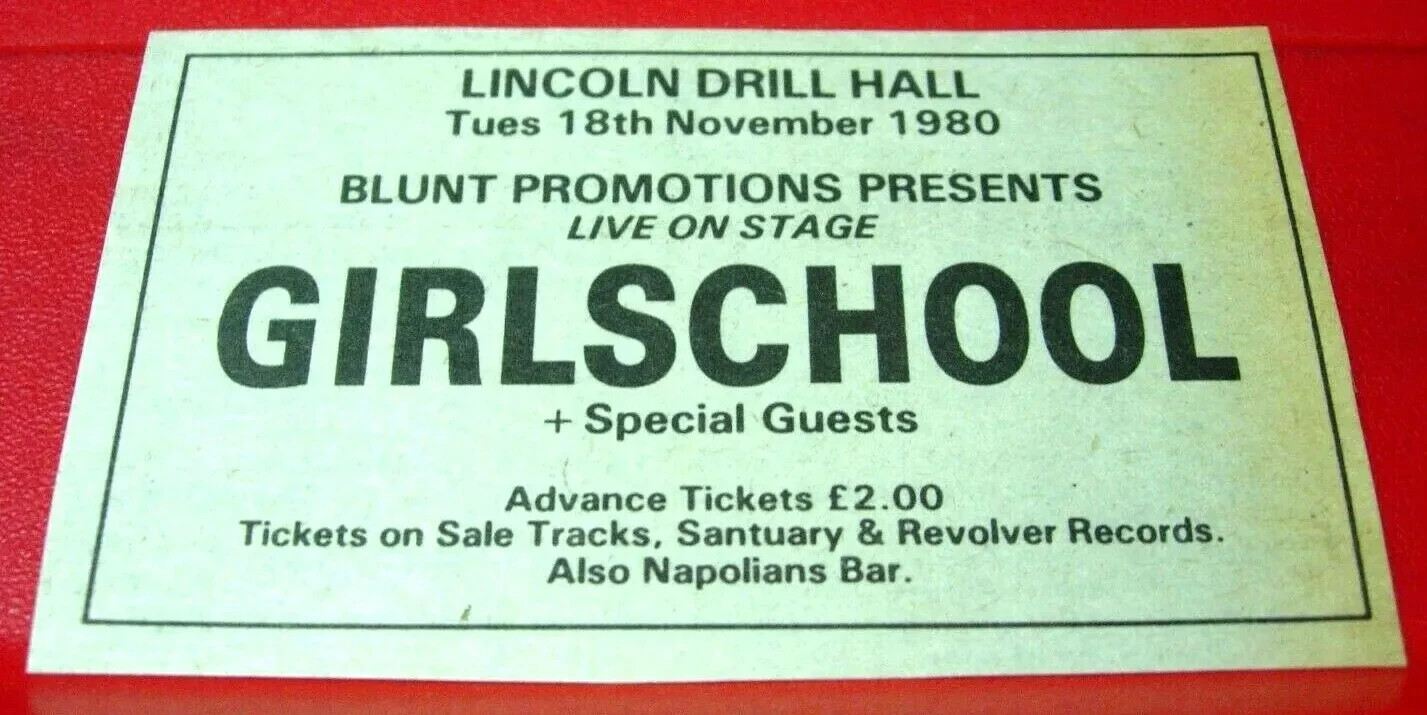 LINCOLN DRILL HALL
Tues 18th November 1980
BLUNT PROMOTIONS PRESENTS
LIVE ON STAGE
GIRLSCHOOL
+ Special Guests
Advance Tickets £2.00
Tickets on Sale Tracks, Santuary & Revolver Records.
Also Napolians Bar.